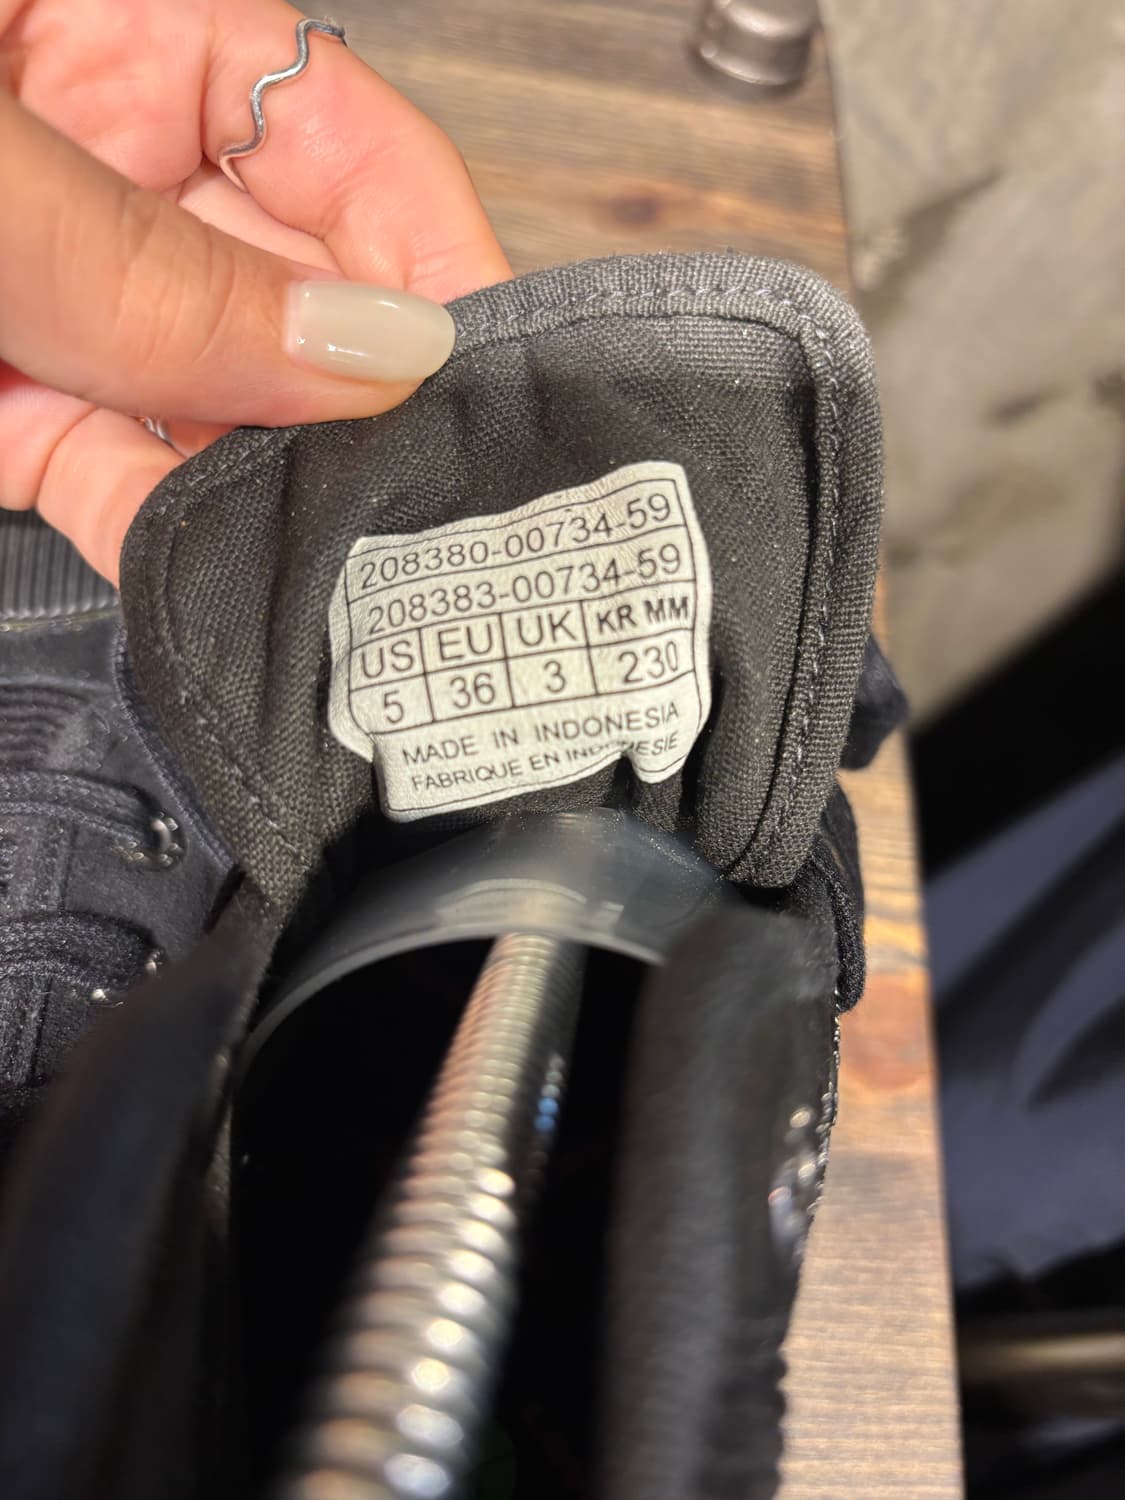 208380-00734-59
208383-00734-59
US EU UK KR MM
5 36 3 230
MADE IN INDONESIA
FABRIQUE EN